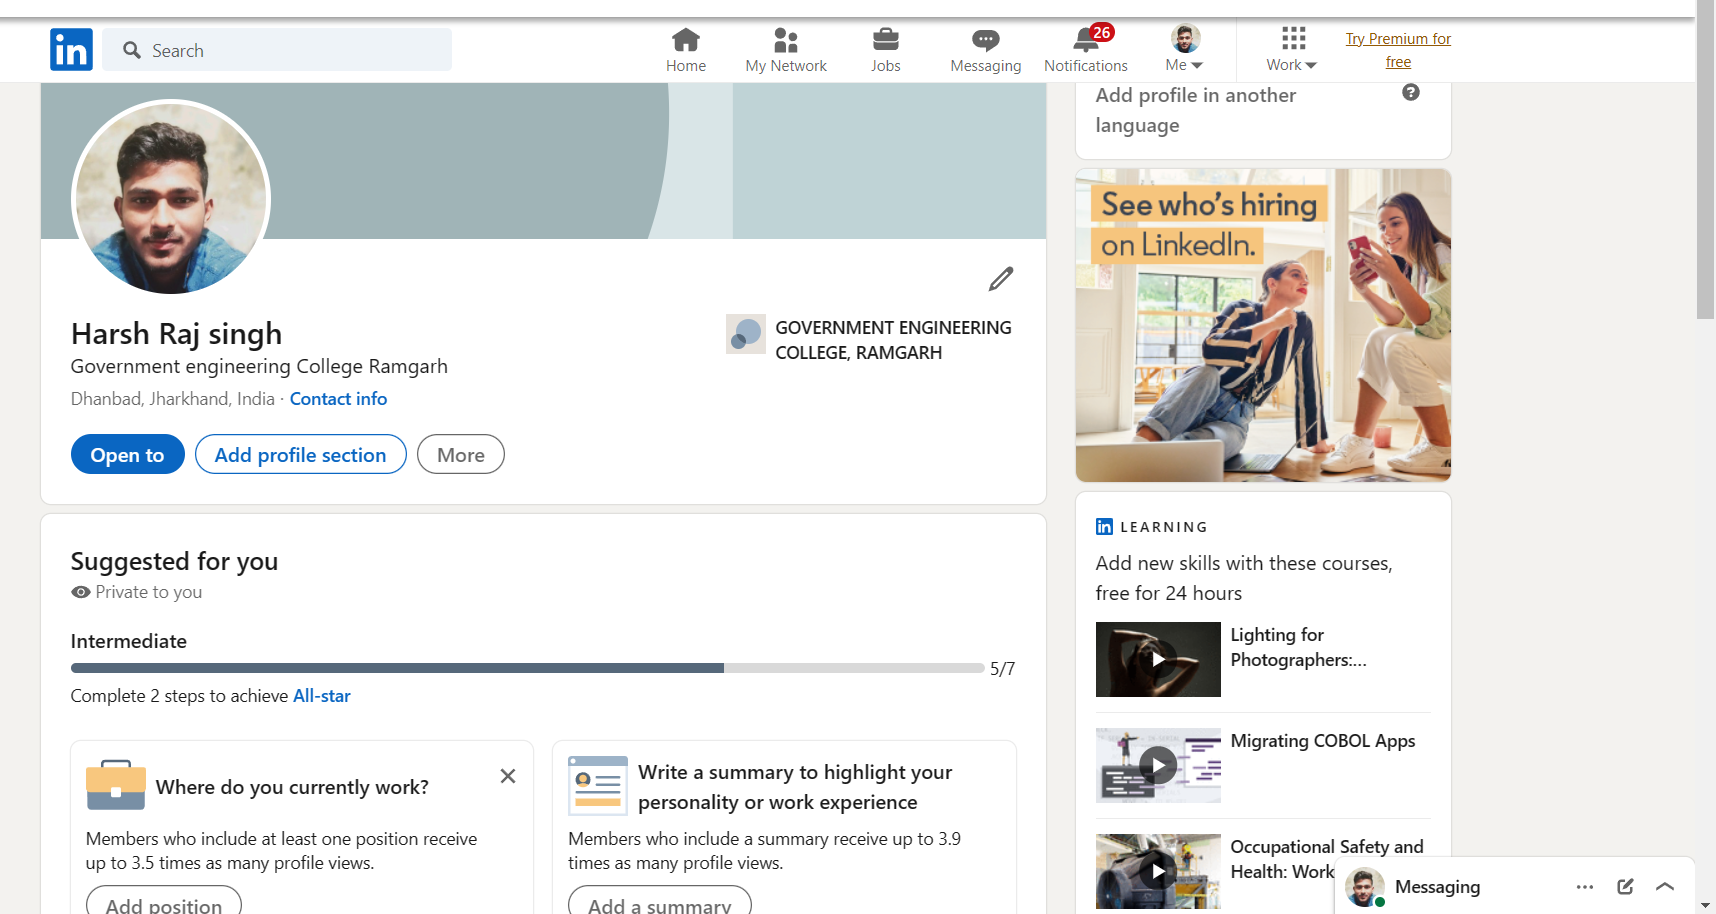 in
Search
Home
My Network
Jobs
Messaging
26
Notifications
Me
Work
Try Premium for
free
Add profile in another
language
?
See who's hiring
on LinkedIn.
Harsh Raj singh
Government engineering College Ramgarh
Dhanbad, Jharkhand, India · Contact info
GOVERNMENT ENGINEERING
COLLEGE, RAMGARH
Open to
Add profile section
More
Suggested for you
Private to you
Intermediate
5/7
Complete 2 steps to achieve All-star
Where do you currently work?
Members who include at least one position receive
up to 3.5 times as many profile views.
Add position
Write a summary to highlight your
personality or work experience
Members who include a summary receive up to 3.9
times as many profile views.
Add a summary
in LEARNING
Add new skills with these courses,
free for 24 hours
Lighting for
Photographers:...
Migrating COBOL Apps
Occupational Safety and
Health: Work
Messaging